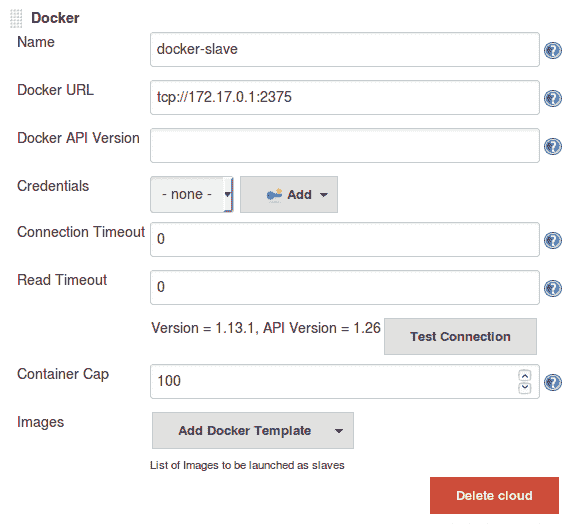 Docker
Name
docker-slave
Docker URL
tcp://172.17.0.1:2375
Docker API Version
Credentials
- none -
Add
Connection Timeout
0
Read Timeout
0
Version = 1.13.1, API Version = 1.26
Test Connection
Container Cap
100
Images
Add Docker Template
List of Images to be launched as slaves
Delete cloud